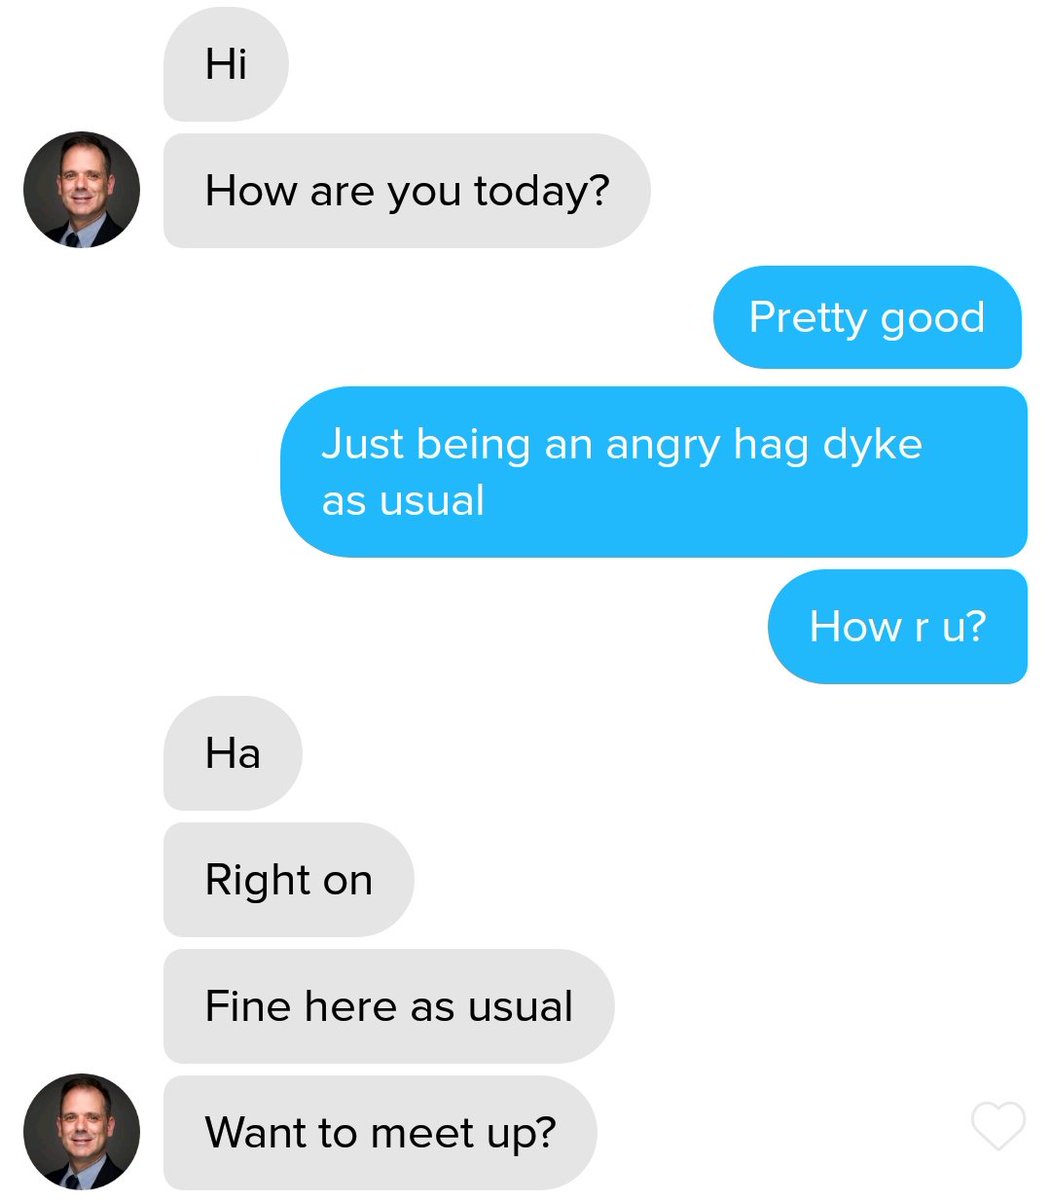 Hi
How are you today?
Pretty good
Just being an angry hag dyke
as usual
How r u?
Ha
Right on
Fine here as usual
Want to meet up?